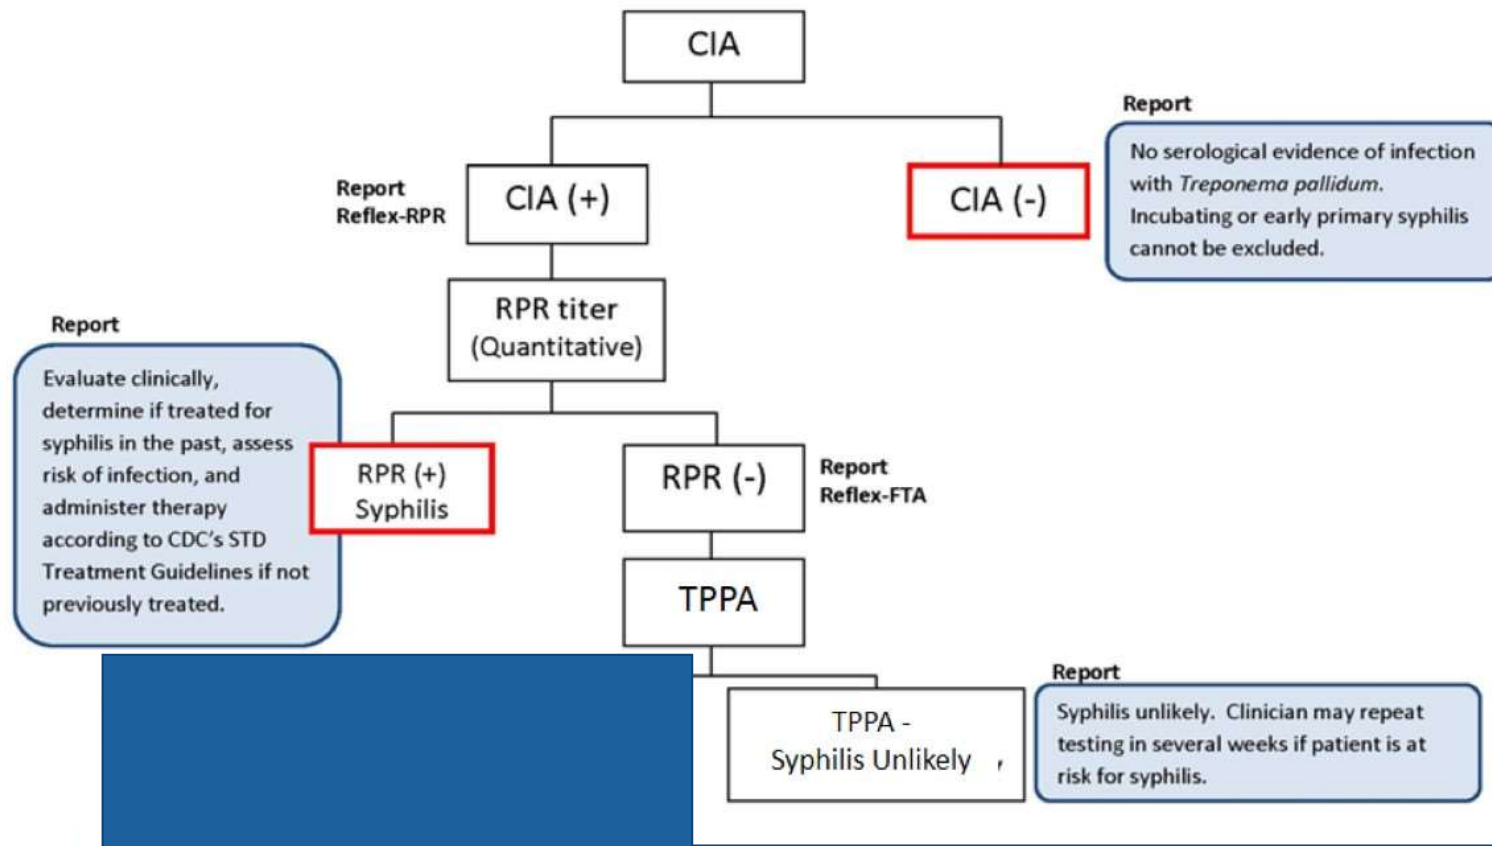 CIA
Report
No serological evidence of infection
with Treponema pallidum.
Incubating or early primary syphilis
cannot be excluded.
CIA (-)
Report
Reflex-RPR
CIA (+)
RPR titer
(Quantitative)
Report
Evaluate clinically,
determine if treated for
syphilis in the past, assess
risk of infection, and
administer therapy
according to CDC's STD
Treatment Guidelines if not
previously treated.
RPR (+)
Syphilis
RPR (-)
Report
Reflex-FTA
TPPA
TPPA -
Syphilis Unlikely
Report
Syphilis unlikely. Clinician may repeat
testing in several weeks if patient is at
risk for syphilis.